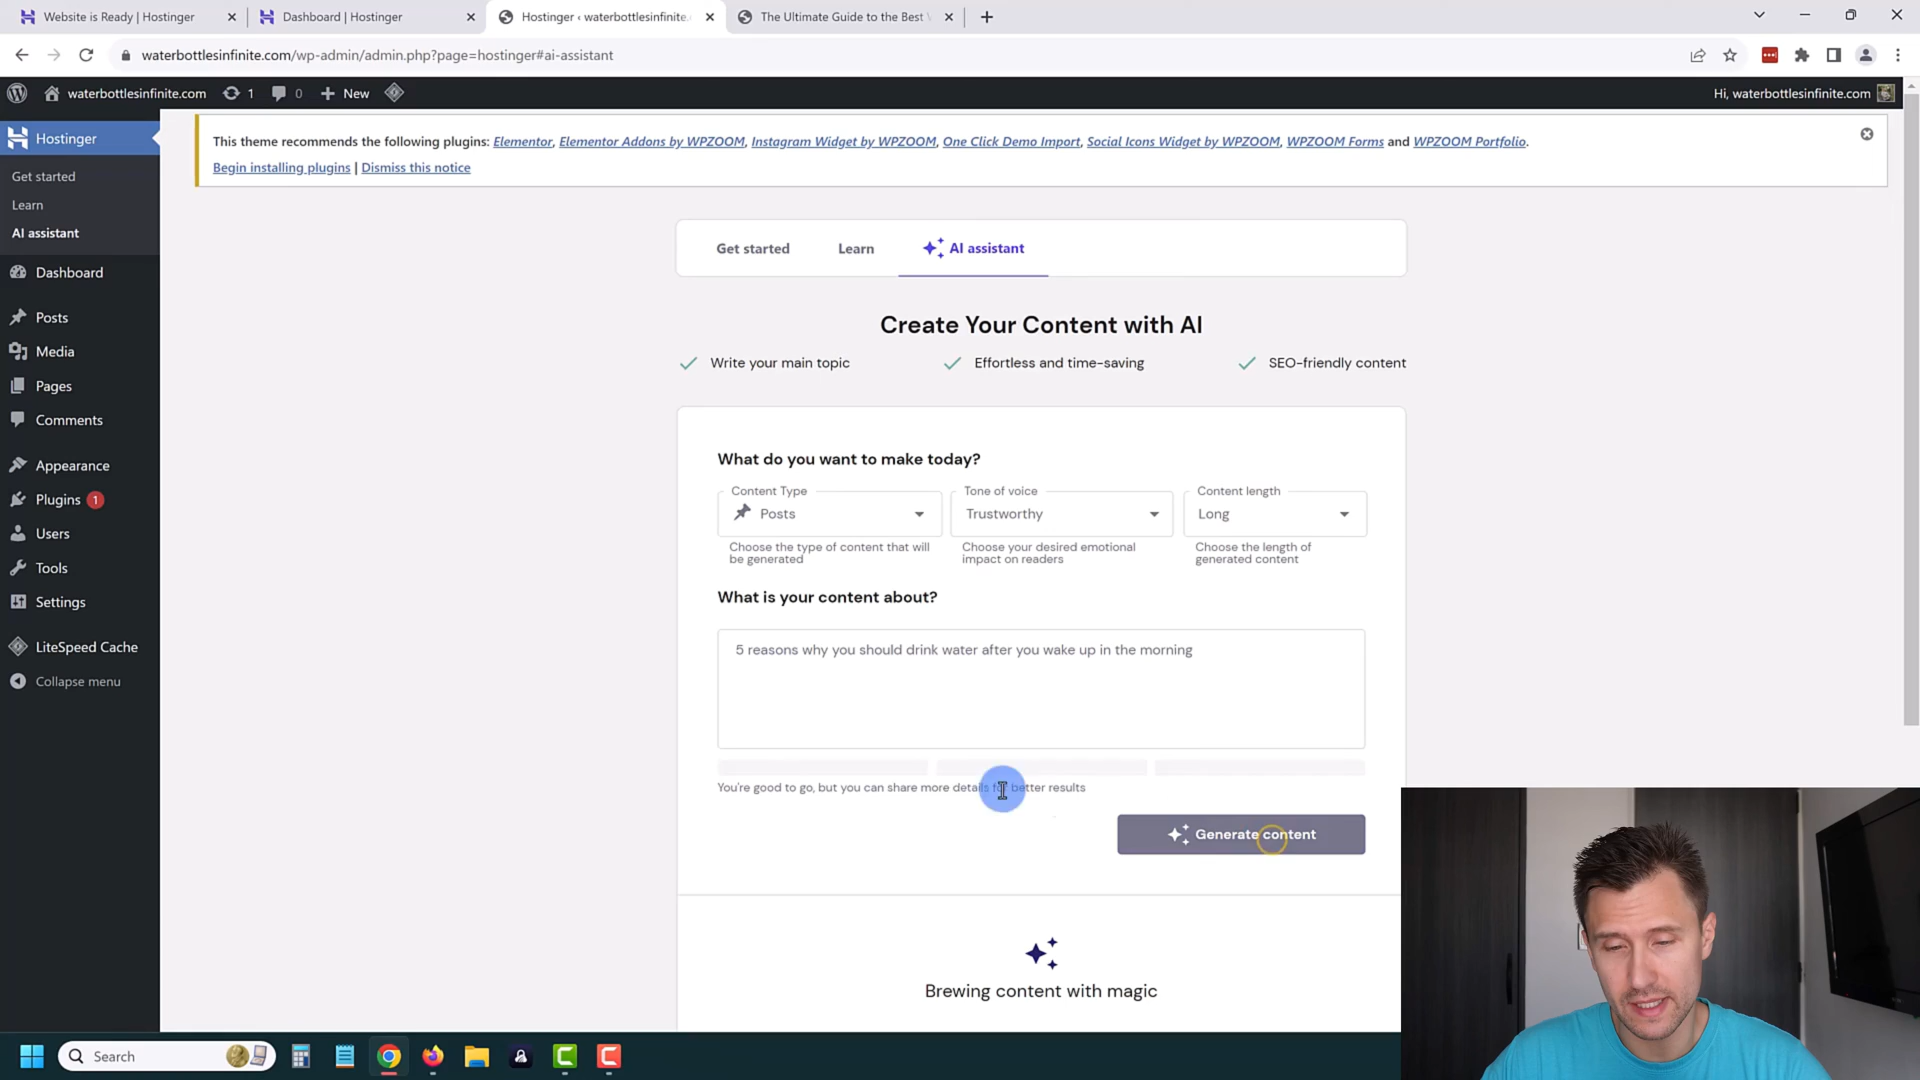 Website is Ready | Hostinger
Dashboard | Hostinger
Hostinger ‹ waterbottlesinfinite.
The Ultimate Guide to the Best
waterbottlesinfinite.com/wp-admin/admin.php?page=hostinger#ai-assistant
waterbottlesinfinite.com
1
0
New
Hi, waterbottlesinfinite.com
Hostinger
Get started
Learn
AI assistant
Dashboard
Posts
Media
Pages
Comments
Appearance
Plugins 1
Users
Tools
Settings
LiteSpeed Cache
Collapse menu
This theme recommends the following plugins: Elementor, Elementor Addons by WPZOOM, Instagram Widget by WPZOOM, One Click Demo Import, Social Icons Widget by WPZOOM, WPZOOM Forms and WPZOOM Portfolio.
Begin installing plugins | Dismiss this notice
Get started
Learn
AI assistant
Create Your Content with AI
Write your main topic
Effortless and time-saving
SEO-friendly content
What do you want to make today?
Content Type
Posts
Choose the type of content that will
be generated
Tone of voice
Trustworthy
Choose your desired emotional
impact on readers
Content length
Long
Choose the length of
generated content
What is your content about?
5 reasons why you should drink water after you wake up in the morning
You're good to go, but you can share more details for better results
Generate content
Brewing content with magic
Search